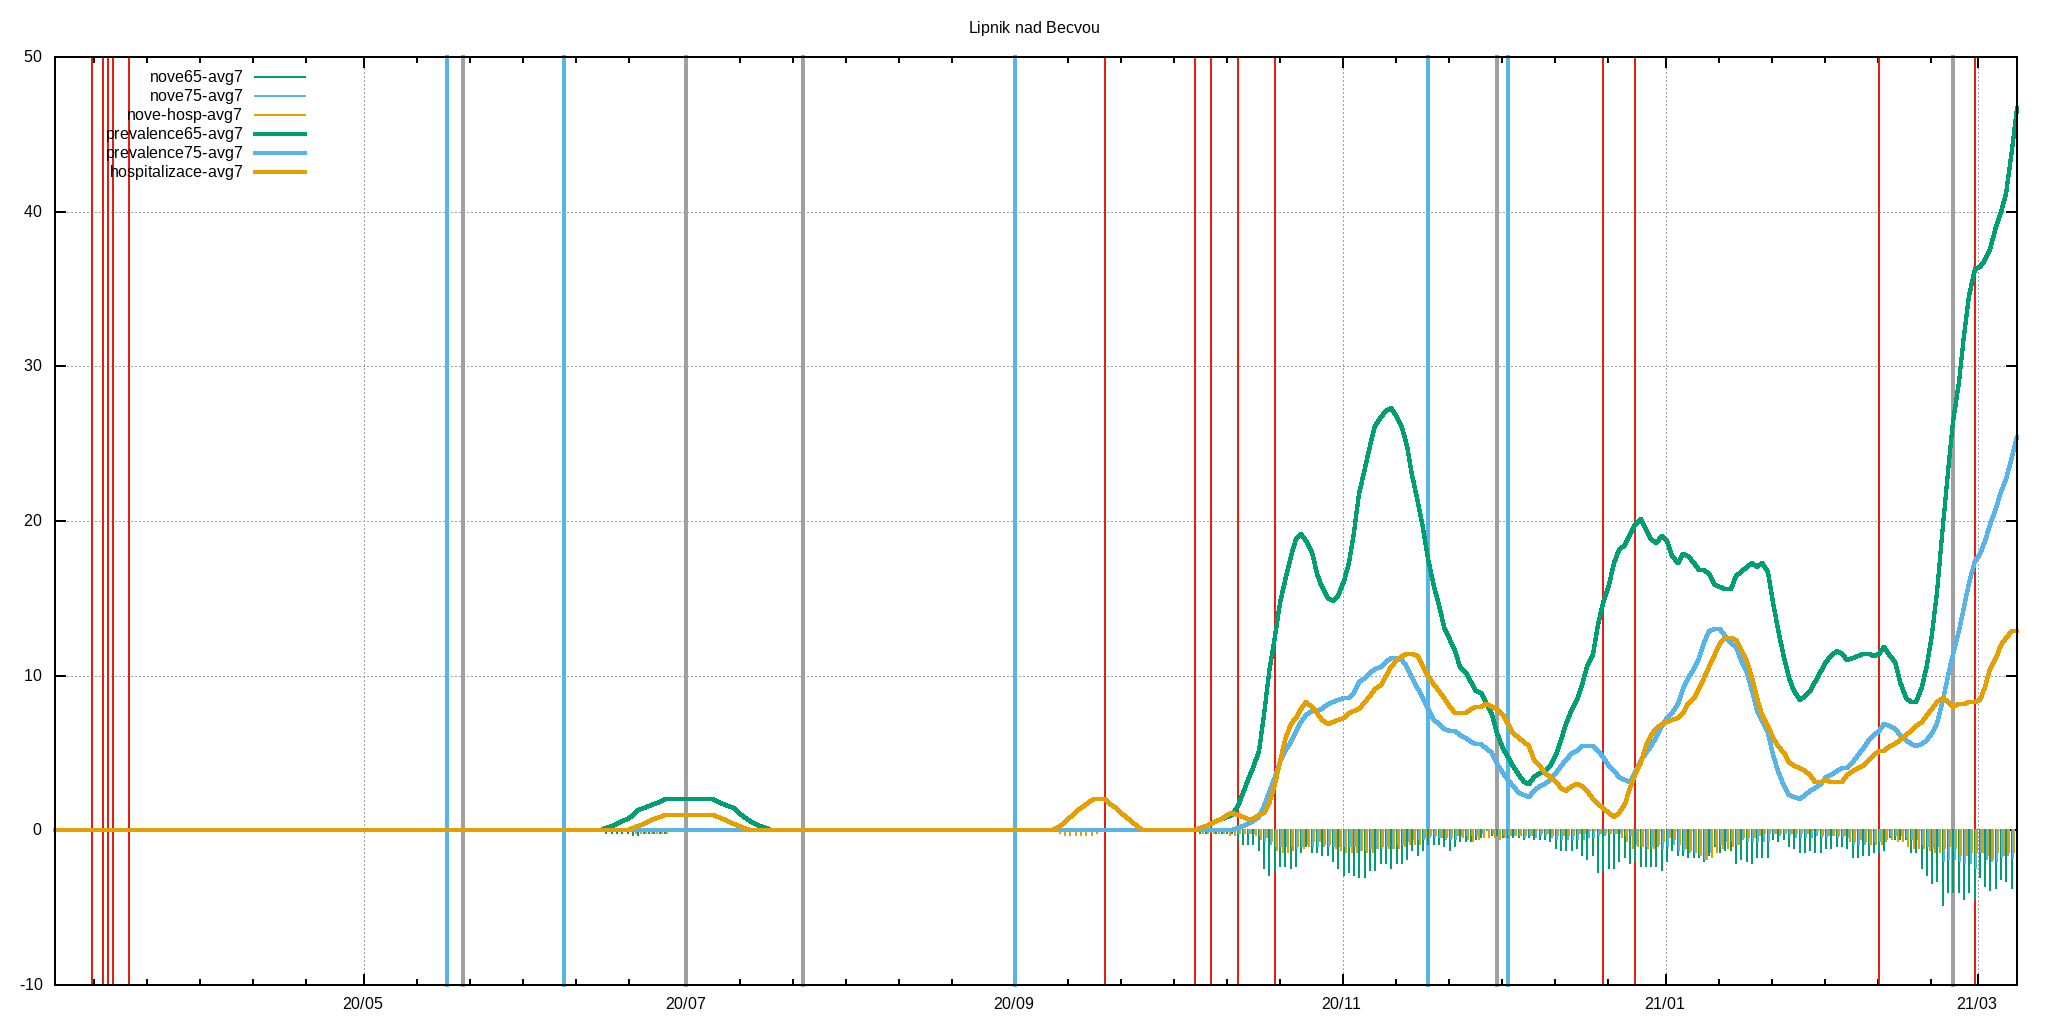 Lipnik nad Becvou
50
40
30
20
10
0
-10
nove65-avg7
nove75-avg7
nove-hosp-avg7
prevalence65-avg7
prevalence75-avg7
hospitalizace-avg7
20/05
20/07
20/09
20/11
21/01
21/03